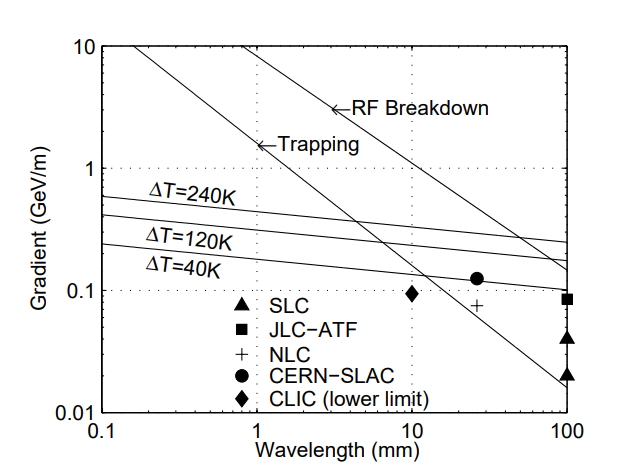 10
RF Breakdown
Trapping
1
ΔT=240K
ΔT=120K
ΔT=40K
Gradient (GeV/m)
0.1
SLC
JLC−ATF
NLC
CERN−SLAC
CLIC (lower limit)
0.01
0.1 1 10 100
Wavelength (mm)